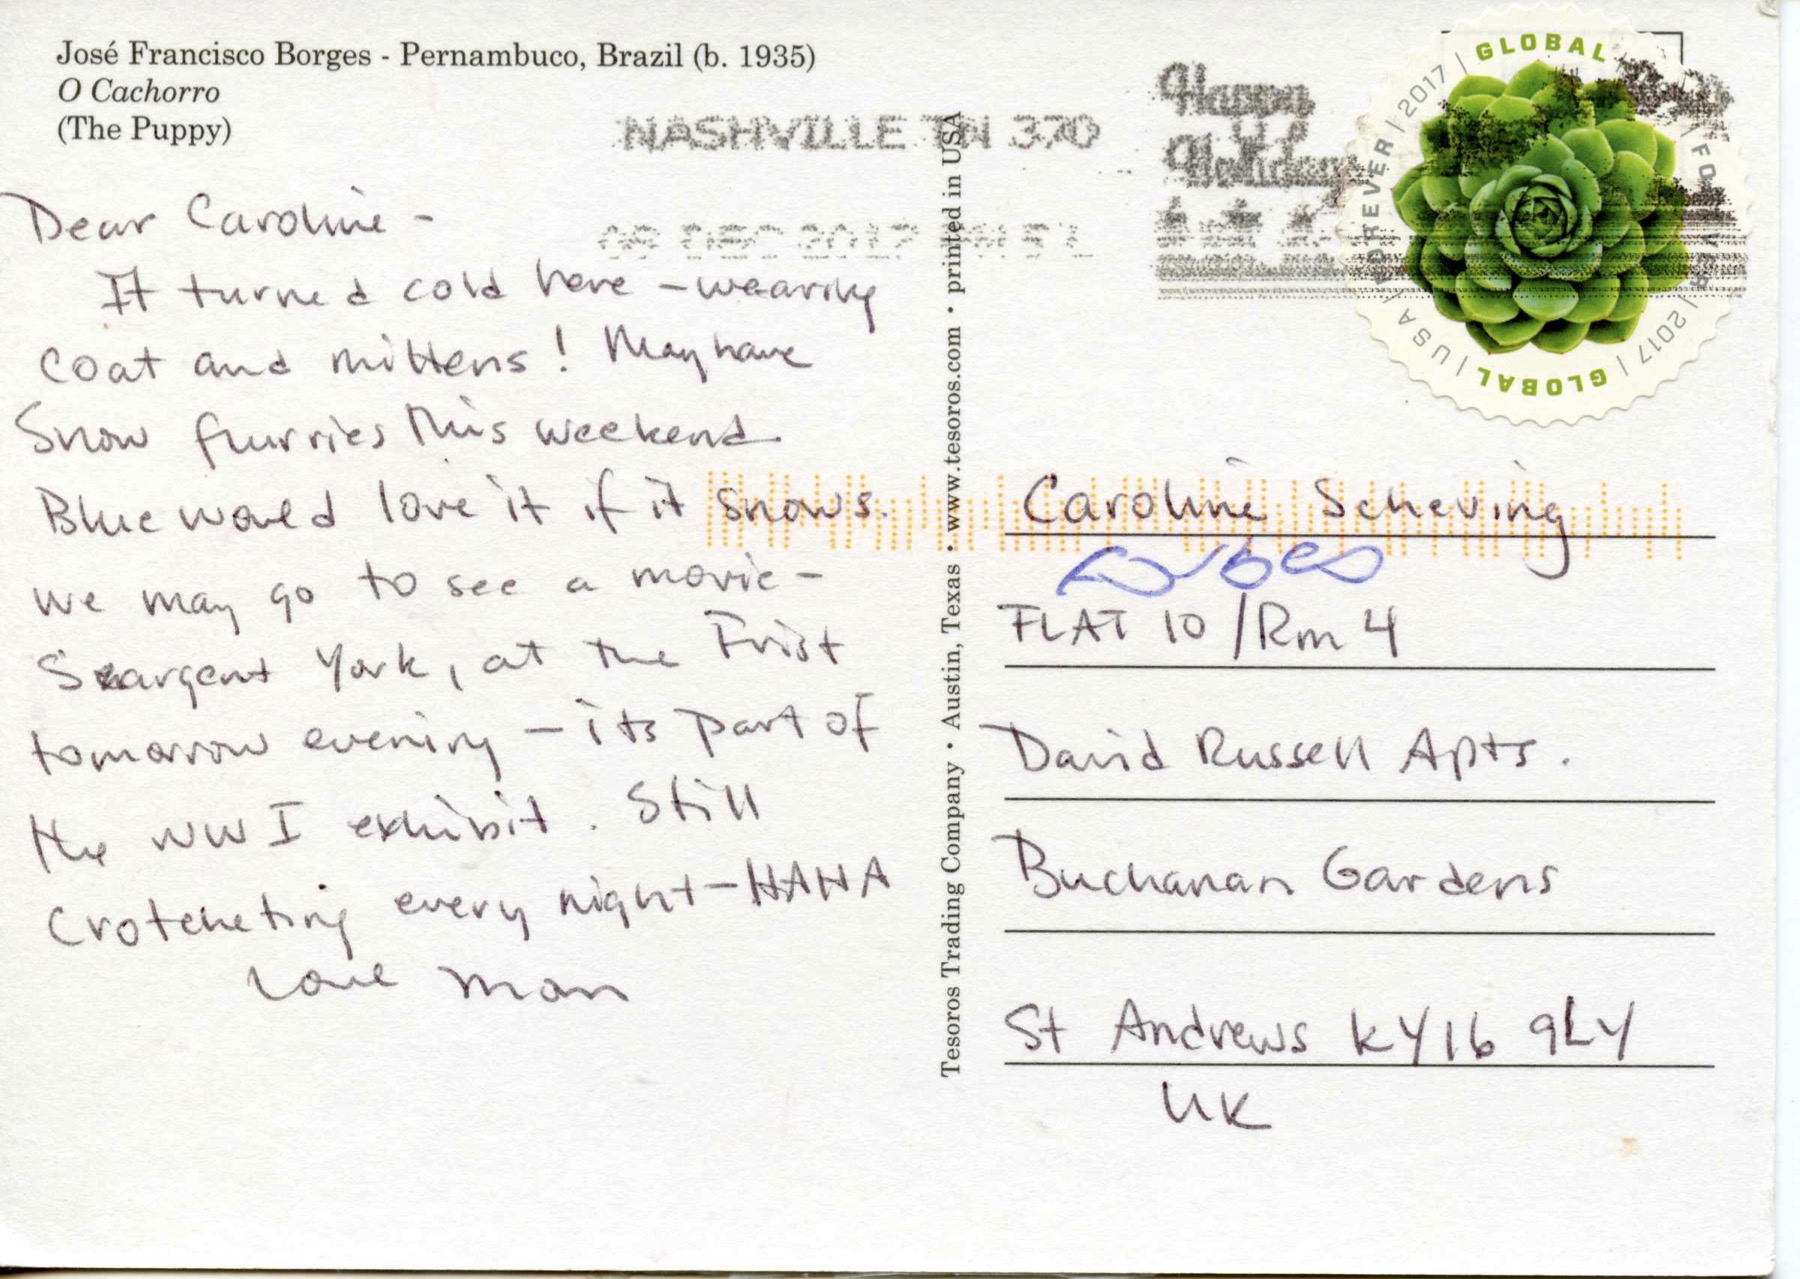 José Francisco Borges - Pernambuco, Brazil (b. 1935)
O Cachorro
(The Puppy)
NASHVILLE TN 370
DEC 2017
Happy
Holidays
GLOBAL | FOREVER | 2017 | GLOBAL | USA | FOREVER | 2017
Dear Caroline -
It turned cold here - wearing
coat and mittens! May have
snow flurries this weekend.
Blue would love it if it snows.
We may go to see a movie -
Seargent York, at the Frist
tomorrow evening - its part of
the WW I exhibit. Still
Crotcheting every night - HAHA
Love Mom
Tesoros Trading Company • Austin, Texas • www.tesoros.com • printed in USA
Caroline Scheving
FLAT 10 / Rm 4
David Russell Apts.
Buchanan Gardens
St Andrews KY16 9LY
UK